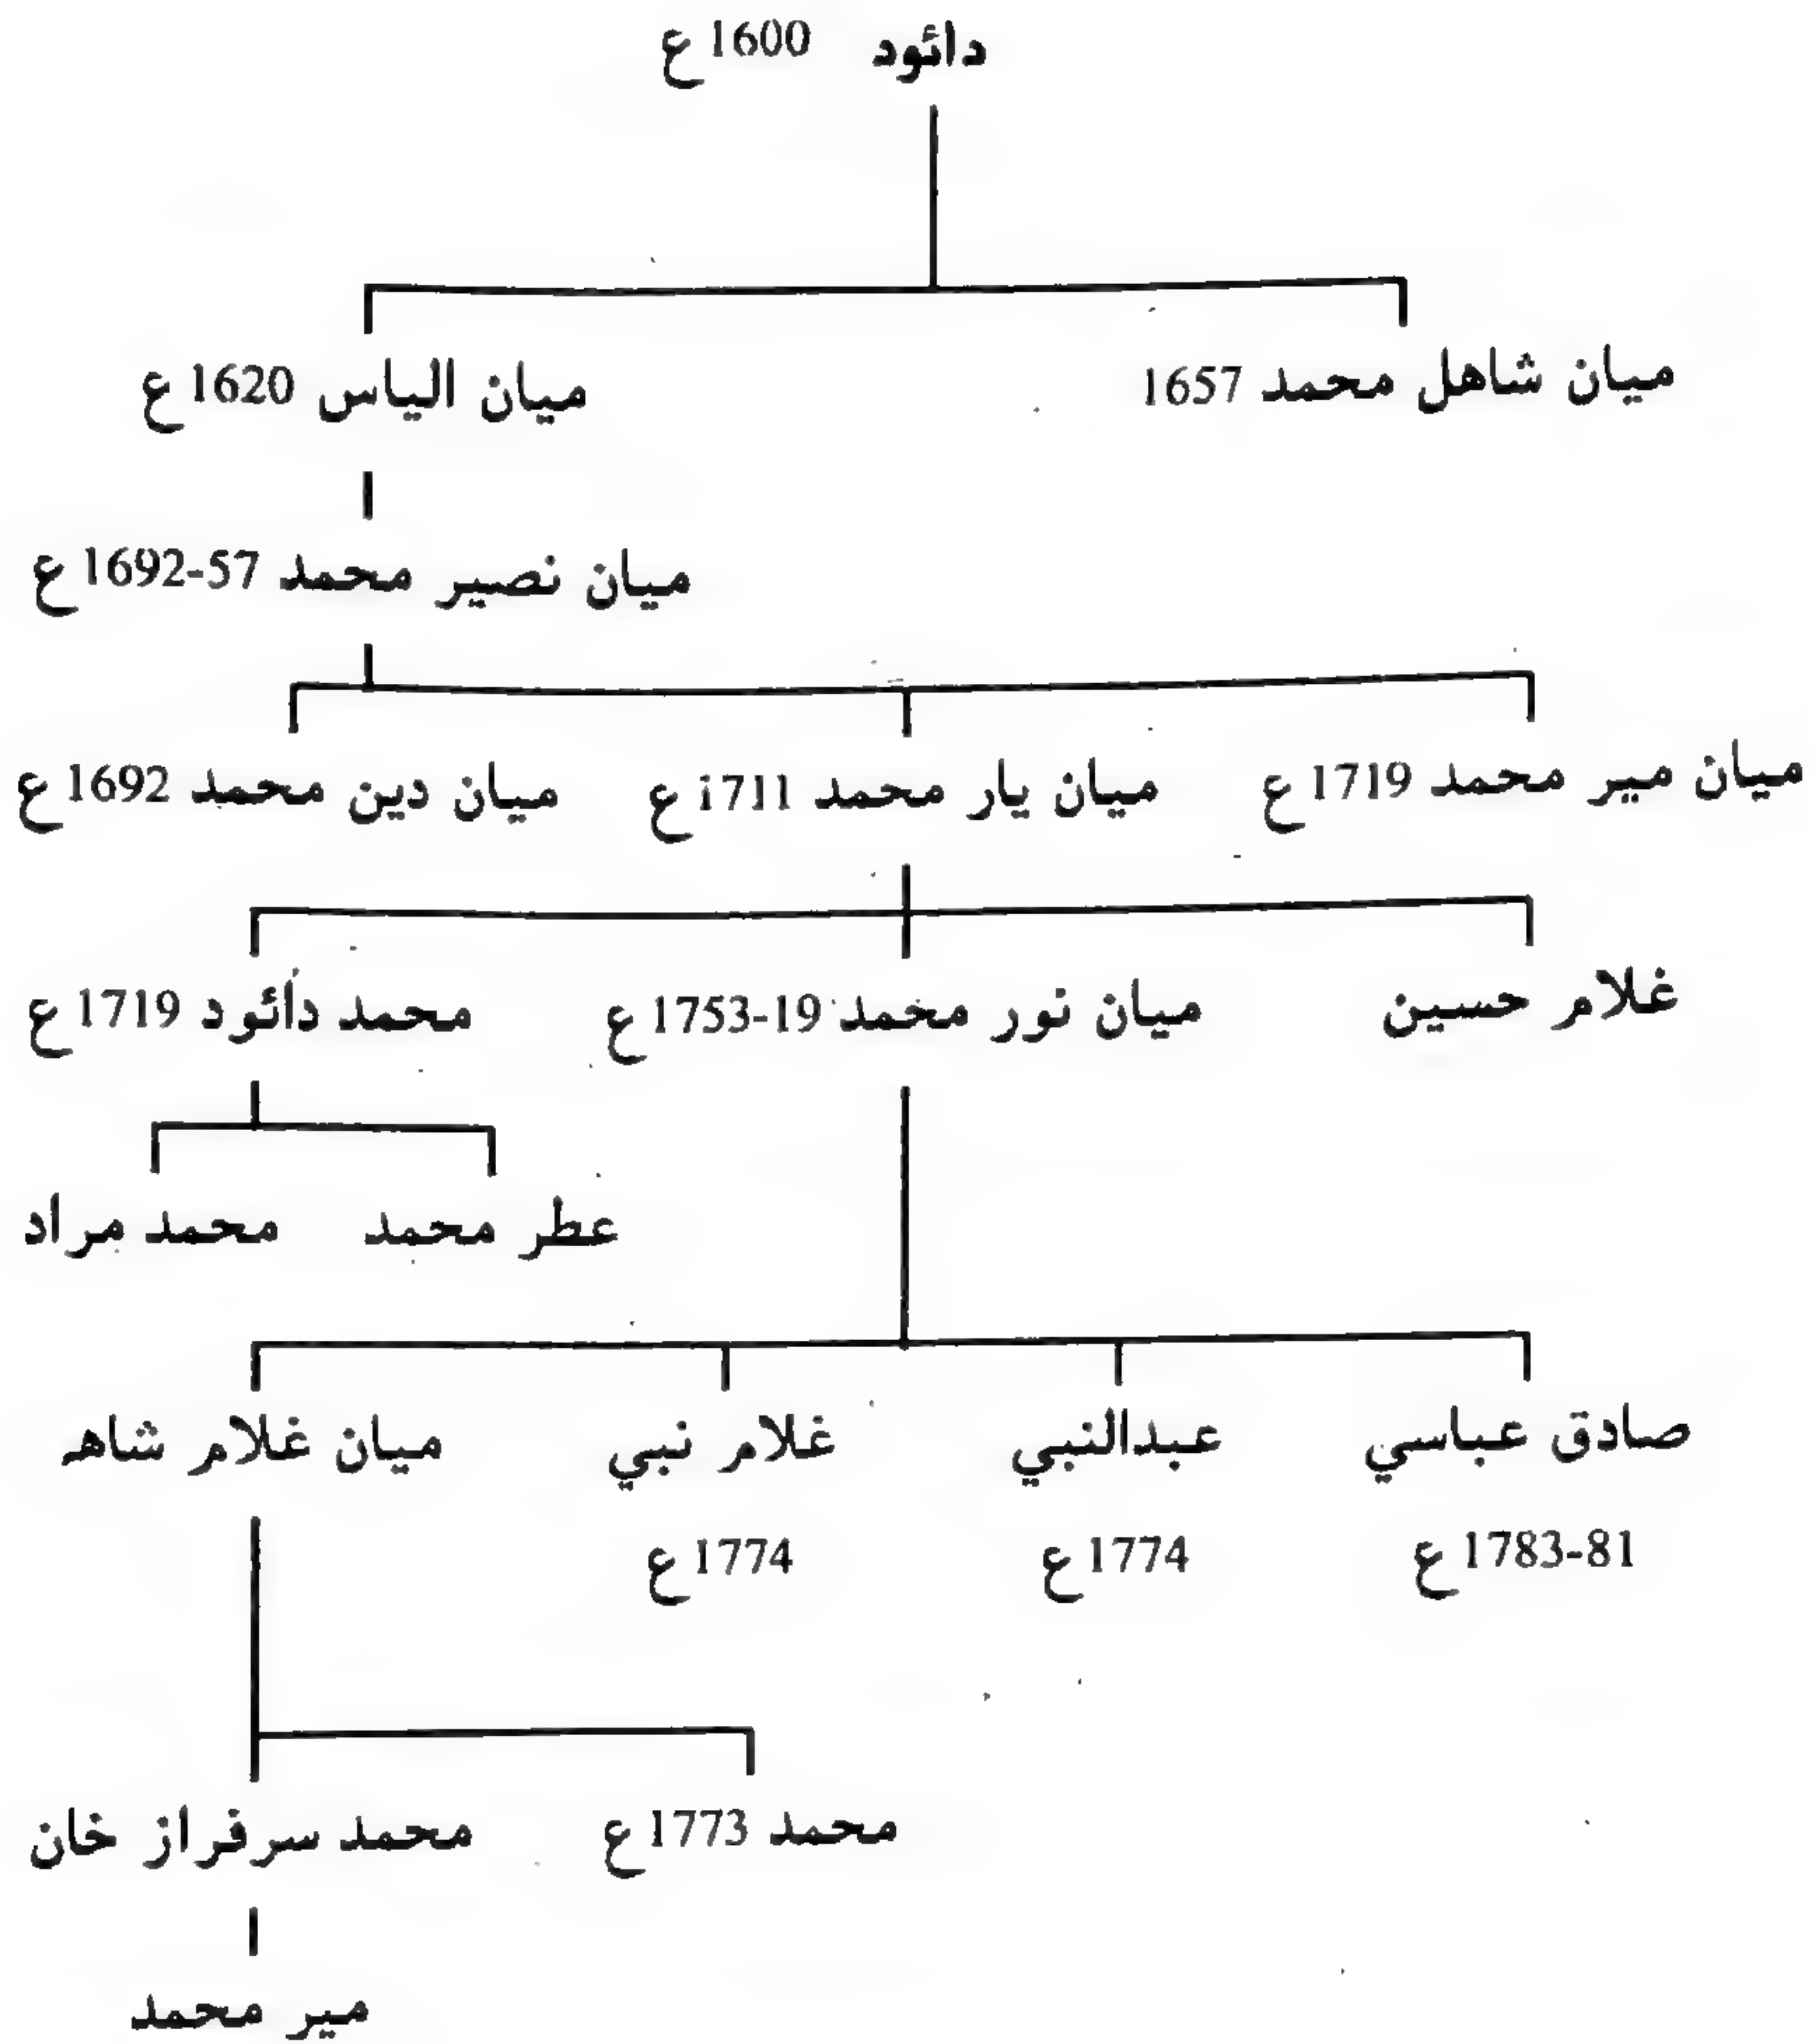 دائود 1600ع
ميان شاهل محمد 1657
ميان الياس 1620ع
ميان نصير محمد 57-1692ع
ميان مير محمد 1719ع
ميان يار محمد 1711ع
ميان دين محمد 1692ع
غلام حسين
ميان نور محمد 19-1753ع
محمد دائود 1719ع
عطر محمد
محمد مراد
صادق عباسي
عبدالنبي
غلام نبي
ميان غلام شاهه
81-1783ع
1774ع
1774ع
محمد 1773ع
محمد سرفراز خان
مير محمد